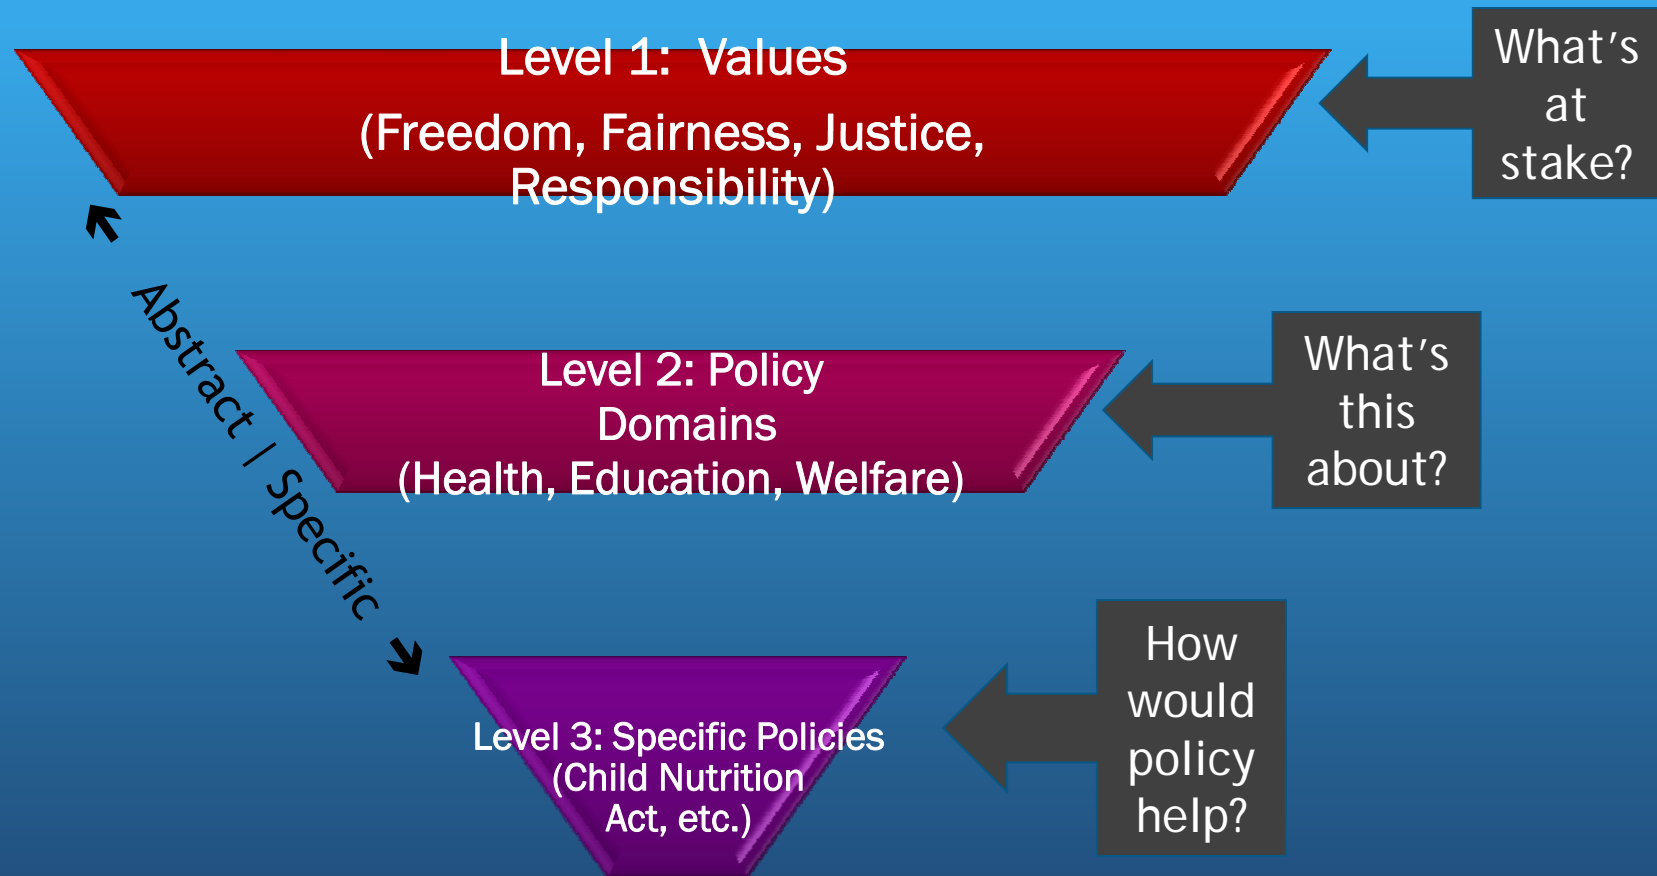 Level 1:  Values
(Freedom, Fairness, Justice,
Responsibility)
What's
at
stake?
Abstract | Specific
Level 2: Policy
Domains
(Health, Education, Welfare)
What's
this
about?
Level 3: Specific Policies
(Child Nutrition
Act, etc.)
How
would
policy
help?